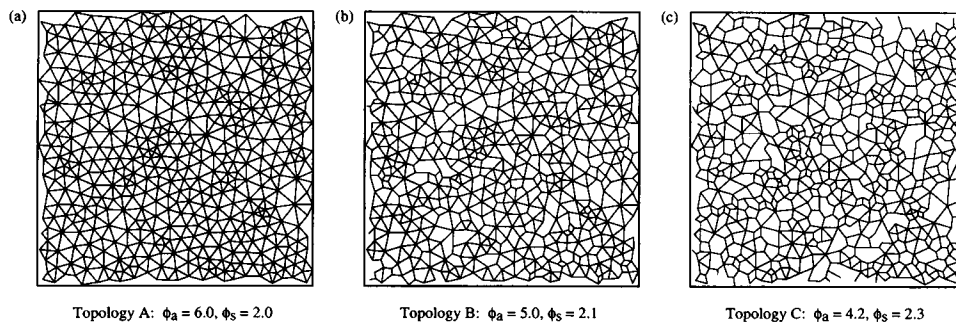 (a)
(b)
(c)
Topology A: ϕa = 6.0, ϕs = 2.0
Topology B: ϕa = 5.0, ϕs = 2.1
Topology C: ϕa = 4.2, ϕs = 2.3